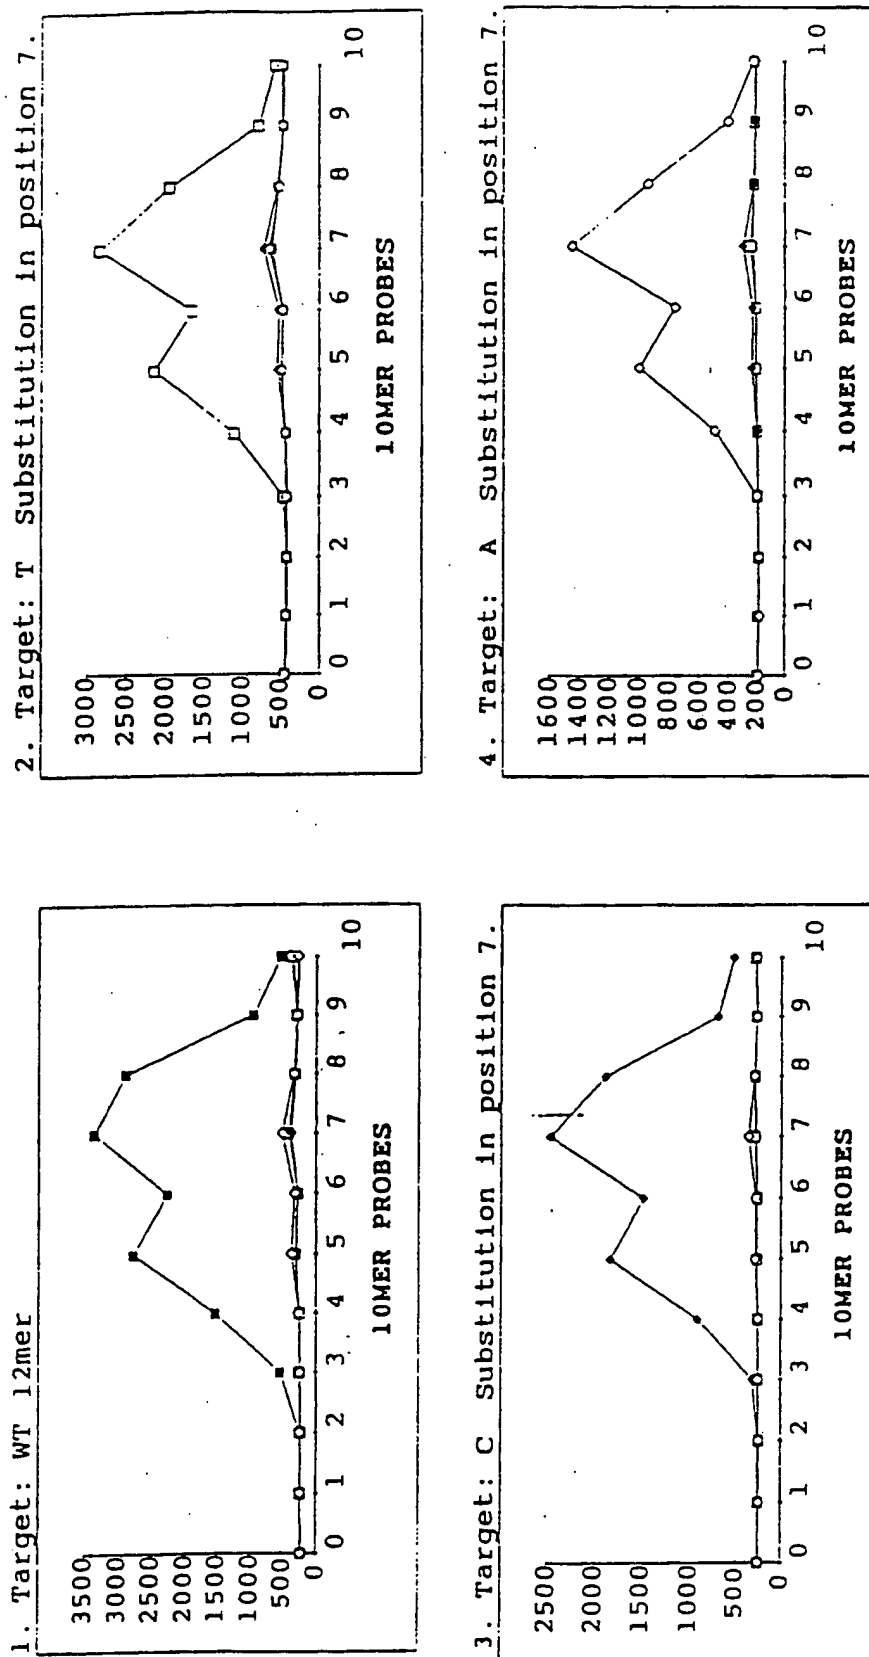 1. Target: WT 12mer
3500
3000
2500
2000
1500
1000
500
0
0 1 2 3 4 5 6 7 8 9 10
10MER PROBES
2. Target: T Substitution in position 7.
3000
2500
2000
1500
1000
500
0
0 1 2 3 4 5 6 7 8 9 10
10MER PROBES
3. Target: C Substitution in position 7.
2500
2000
1500
1000
500
0
0 1 2 3 4 5 6 7 8 9 10
10MER PROBES
4. Target: A Substitution in position 7.
1600
1400
1200
1000
800
600
400
200
0
0 1 2 3 4 5 6 7 8 9 10
10MER PROBES